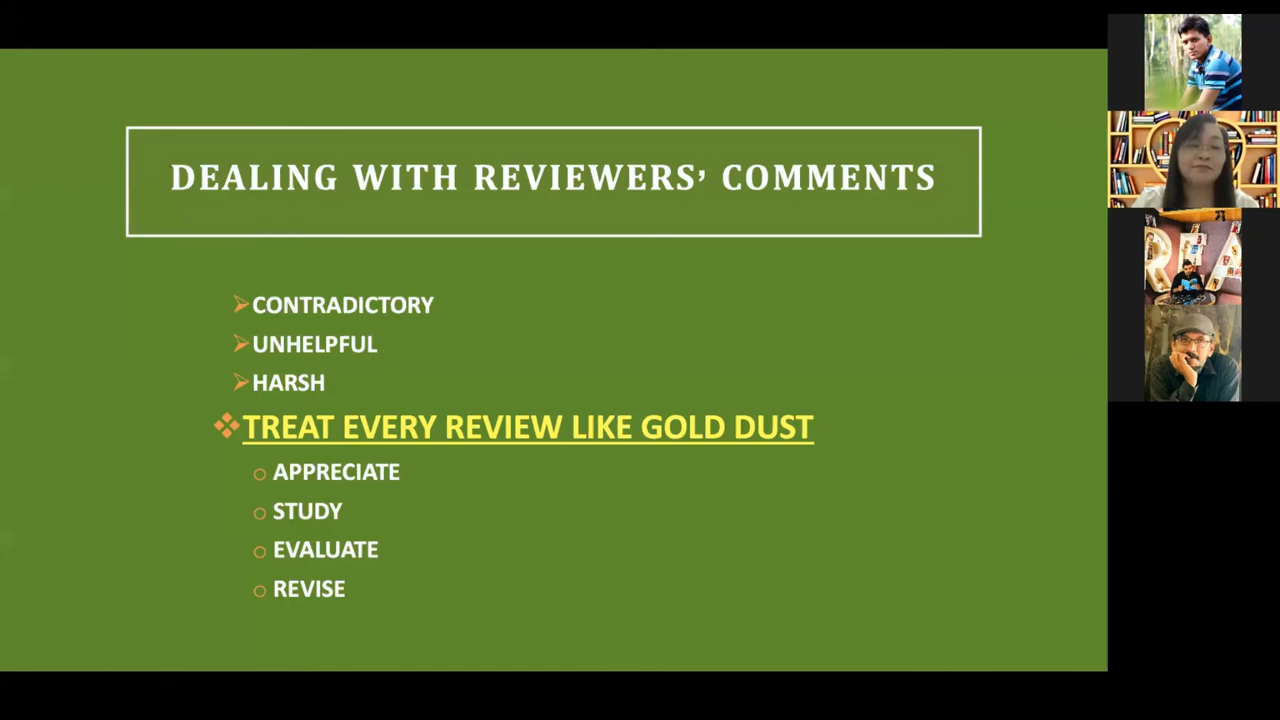 DEALING WITH REVIEWERS' COMMENTS
CONTRADICTORY
UNHELPFUL
HARSH
TREAT EVERY REVIEW LIKE GOLD DUST
APPRECIATE
STUDY
EVALUATE
REVISE